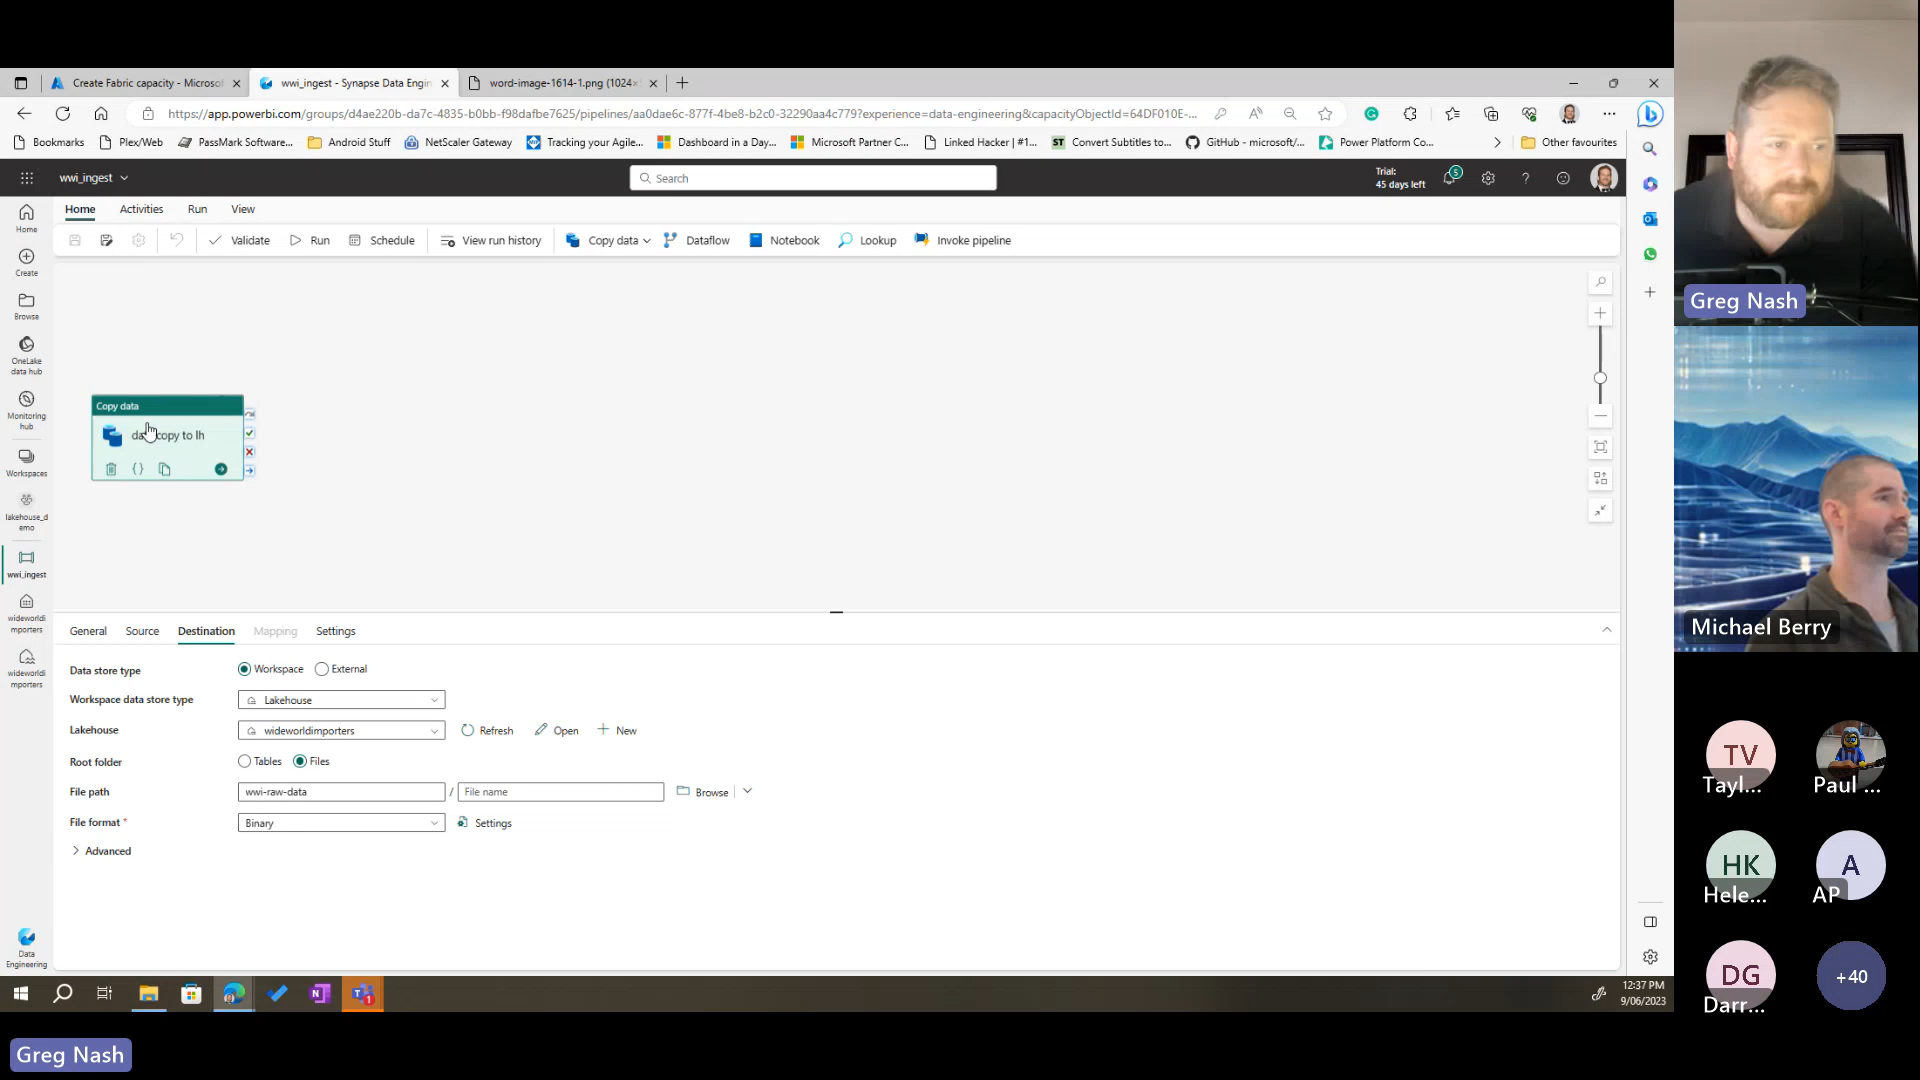 Create Fabric capacity - Microso
wwi_ingest - Synapse Data Engin
word-image-1614-1.png (1024×
https://app.powerbi.com/groups/d4ae220b-da7c-4835-b0bb-f98dafbe7625/pipelines/aa0dae6c-877f-4be8-b2c0-32290aa4c779?experience=data-engineering&capacityObjectId=64DF010E-...
Bookmarks
Plex/Web
PassMark Software...
Android Stuff
NetScaler Gateway
Tracking your Agile...
Dashboard in a Day...
Microsoft Partner C...
Linked Hacker | #1...
ST Convert Subtitles to...
GitHub - microsoft/...
Power Platform Co...
Other favourites
wwi_ingest
Search
Trial:
45 days left
5
Home
Activities
Run
View
Validate
Run
Schedule
View run history
Copy data
Dataflow
Notebook
Lookup
Invoke pipeline
Home
Create
Browse
OneLake
data hub
Monitoring
hub
Workspaces
lakehouse_d
emo
wwi_ingest
wideworldi
mporters
wideworldi
mporters
Data
Engineering
Copy data
copy to lh
General
Source
Destination
Mapping
Settings
Data store type
Workspace
External
Workspace data store type
Lakehouse
Lakehouse
wideworldimporters
Refresh
Open
New
Root folder
Tables
Files
File path
wwi-raw-data
/
File name
Browse
File format *
Binary
Settings
Advanced
12:37 PM
9/06/2023
Greg Nash
Greg Nash
Michael Berry
TV
Tayl...
Paul ...
HK
Hele...
A
AP
DG
Darr...
+40